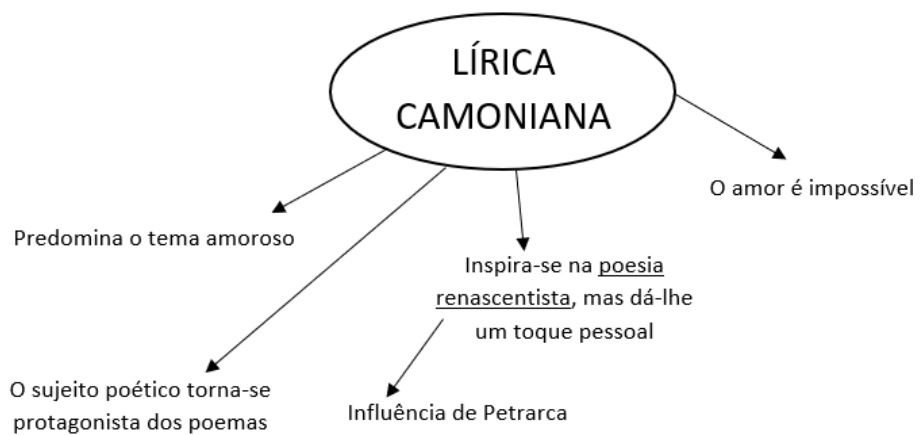 LÍRICA
CAMONIANA
O amor é impossível
Predomina o tema amoroso
Inspira-se na poesia
renascentista, mas dá-lhe
um toque pessoal
O sujeito poético torna-se
protagonista dos poemas
Influência de Petrarca